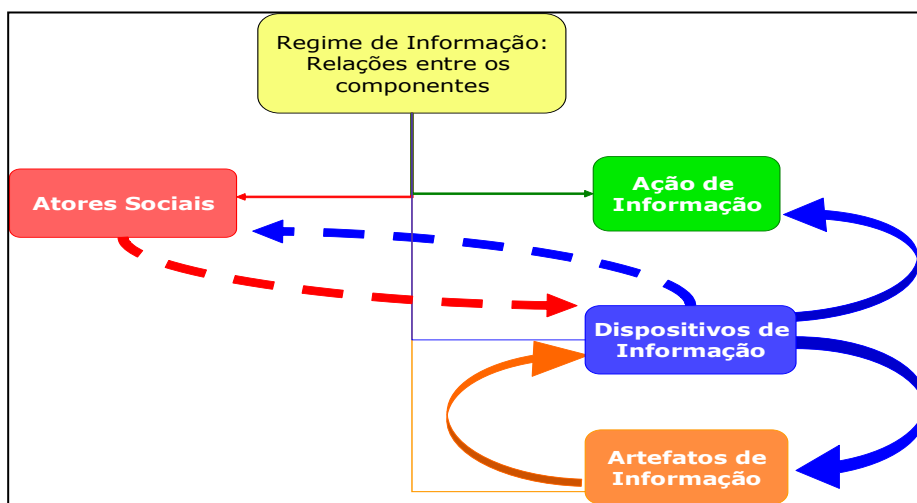 Regime de Informação:
Relações entre os
componentes
Atores Sociais
Ação de
Informação
Dispositivos de
Informação
Artefatos de
Informação